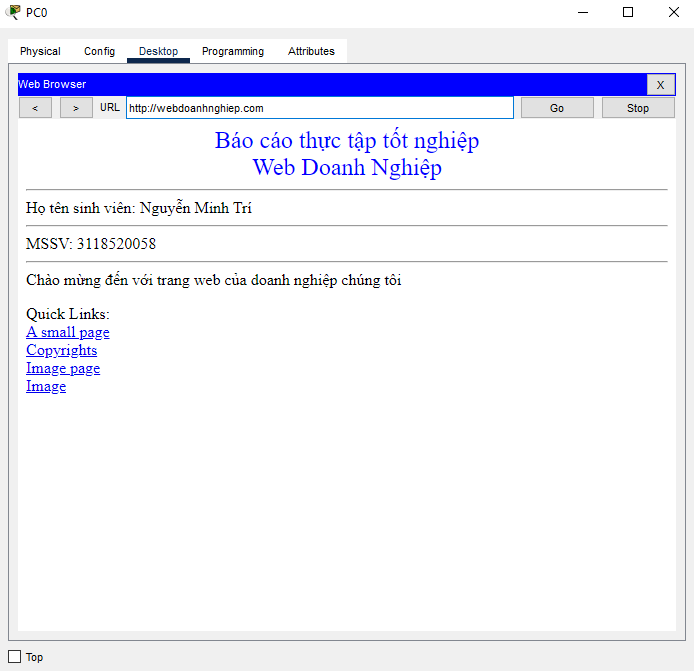 PC0
Physical Config Desktop Programming Attributes
Web Browser X
< > URL http://webdoanhnghiep.com Go Stop
Báo cáo thực tập tốt nghiệp
Web Doanh Nghiệp
Họ tên sinh viên: Nguyễn Minh Trí
MSSV: 3118520058
Chào mừng đến với trang web của doanh nghiệp chúng tôi
Quick Links:
A small page
Copyrights
Image page
Image
Top